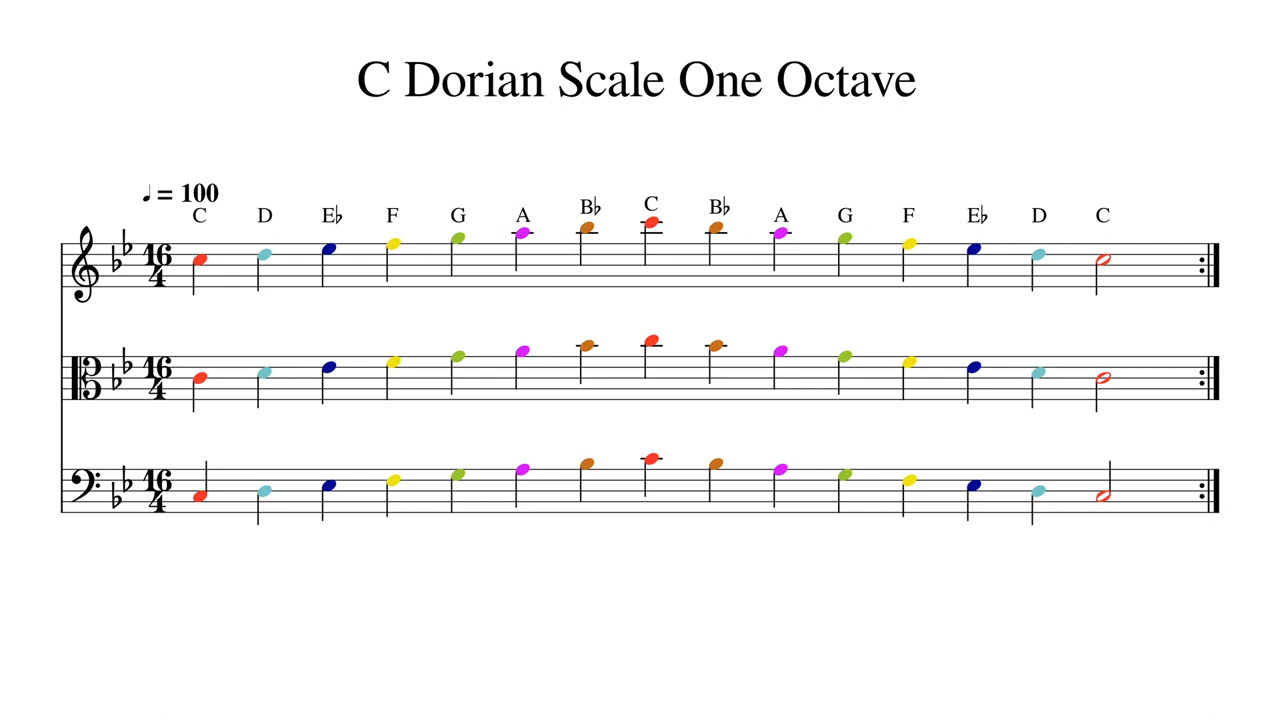 C Dorian Scale One Octave
♩ = 100
C D E♭ F G A B♭ C B♭ A G F E♭ D C
16
4
16
4
16
4